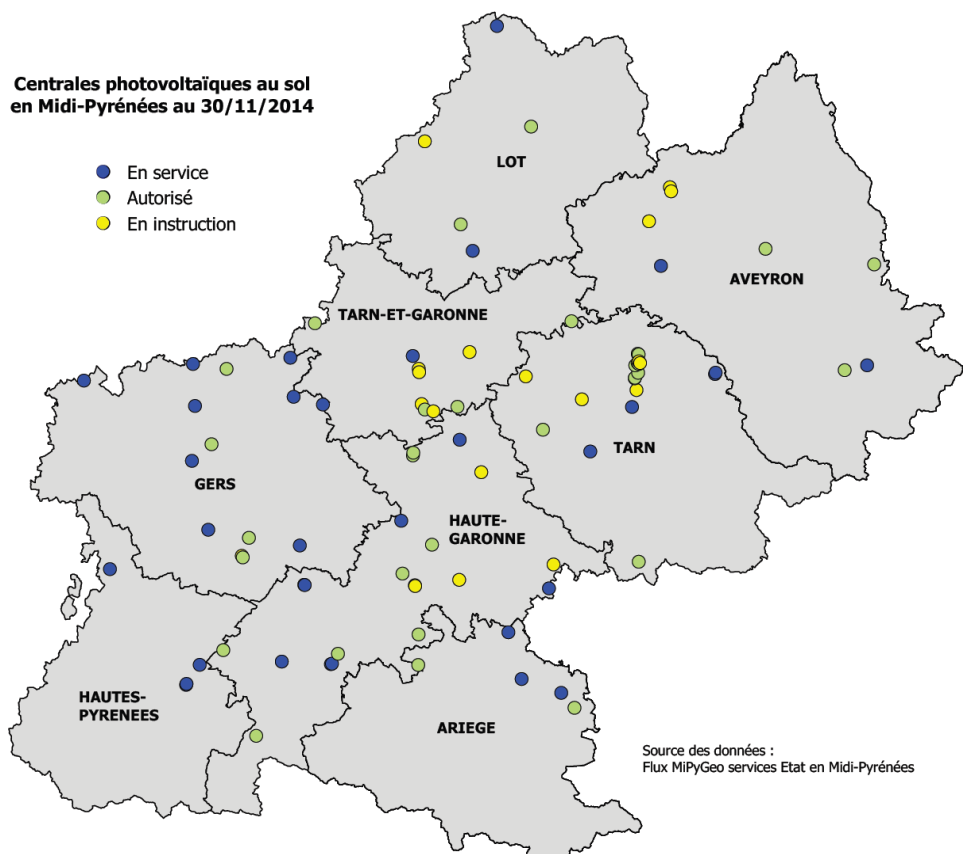 Centrales photovoltaïques au sol
en Midi-Pyrénées au 30/11/2014
En service
Autorisé
En instruction
LOT
AVEYRON
TARN-ET-GARONNE
TARN
GERS
HAUTE-
GARONNE
HAUTES-
PYRENEES
ARIEGE
Source des données :
Flux MiPyGeo services Etat en Midi-Pyrénées